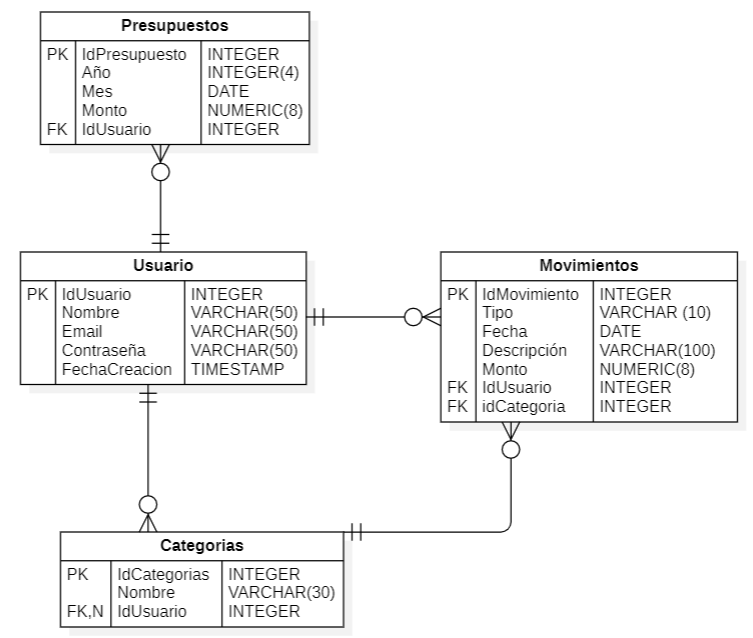 Presupuestos
PK IdPresupuesto INTEGER
Año INTEGER(4)
Mes DATE
Monto NUMERIC(8)
FK IdUsuario INTEGER
Usuario
PK IdUsuario INTEGER
Nombre VARCHAR(50)
Email VARCHAR(50)
Contraseña VARCHAR(50)
FechaCreacion TIMESTAMP
Movimientos
PK IdMovimiento INTEGER
Tipo VARCHAR (10)
Fecha DATE
Descripción VARCHAR(100)
Monto NUMERIC(8)
FK IdUsuario INTEGER
FK idCategoria INTEGER
Categorias
PK IdCategorias INTEGER
Nombre VARCHAR(30)
FK,N IdUsuario INTEGER